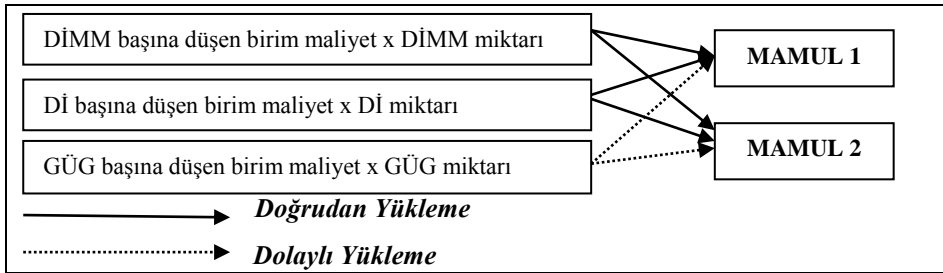 DİMM başına düşen birim maliyet x DİMM miktarı
MAMUL 1
Dİ başına düşen birim maliyet x Dİ miktarı
MAMUL 2
GÜG başına düşen birim maliyet x GÜG miktarı
Doğrudan Yükleme
Dolaylı Yükleme